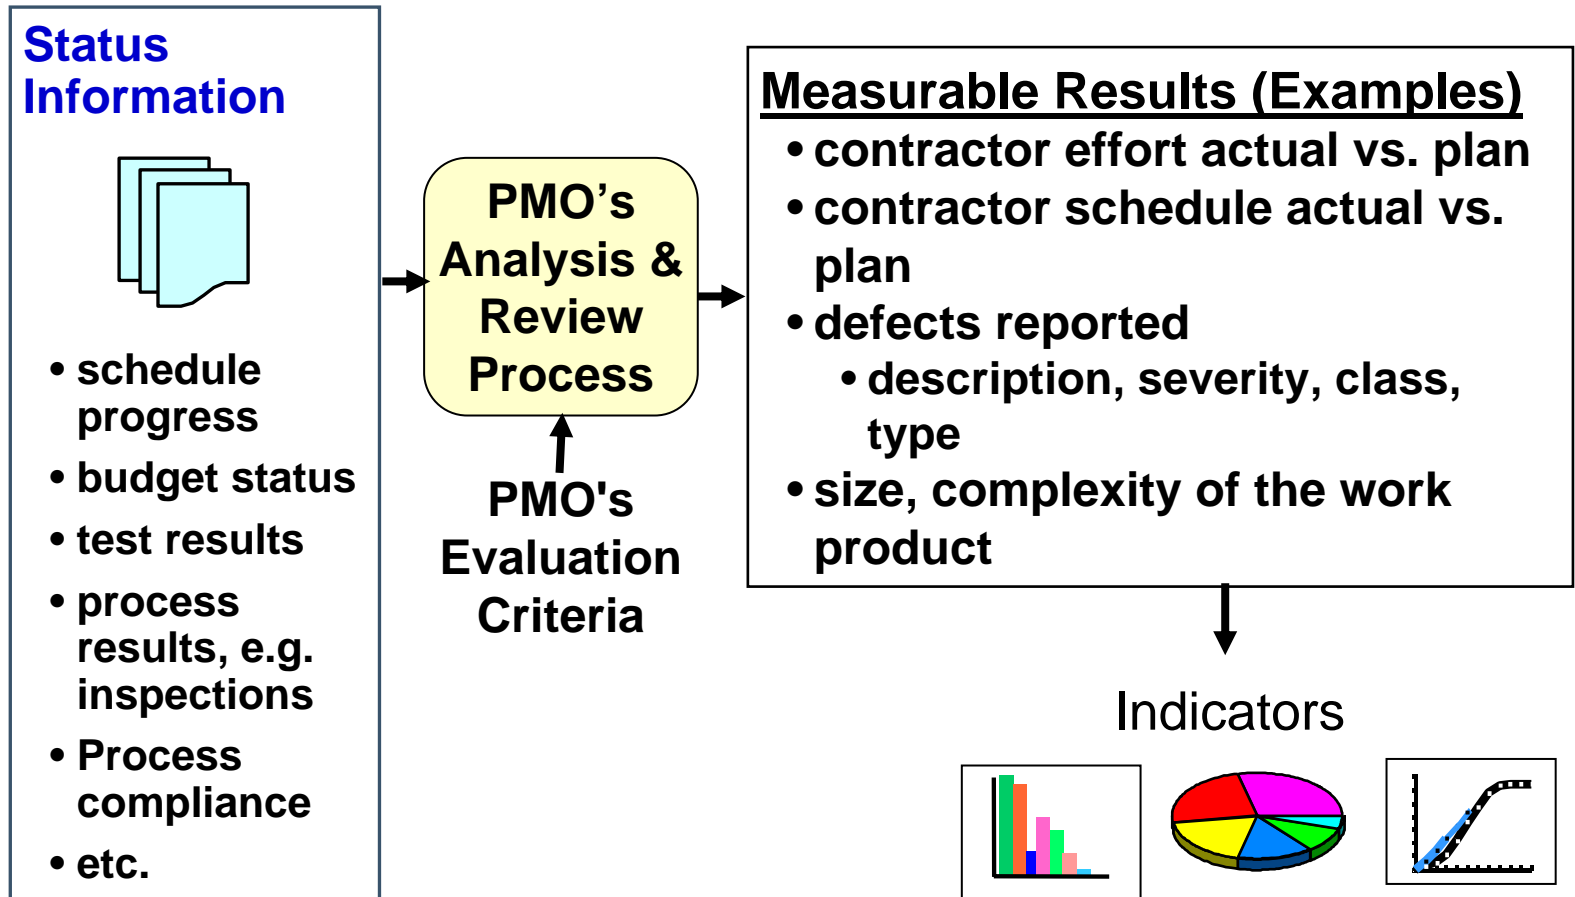 Status
Information
• schedule
progress
• budget status
• test results
• process
results, e.g.
inspections
• Process
compliance
• etc.
PMO’s
Analysis &
Review
Process
PMO's
Evaluation
Criteria
Measurable Results (Examples)
• contractor effort actual vs. plan
• contractor schedule actual vs.
plan
• defects reported
• description, severity, class,
type
• size, complexity of the work
product
Indicators